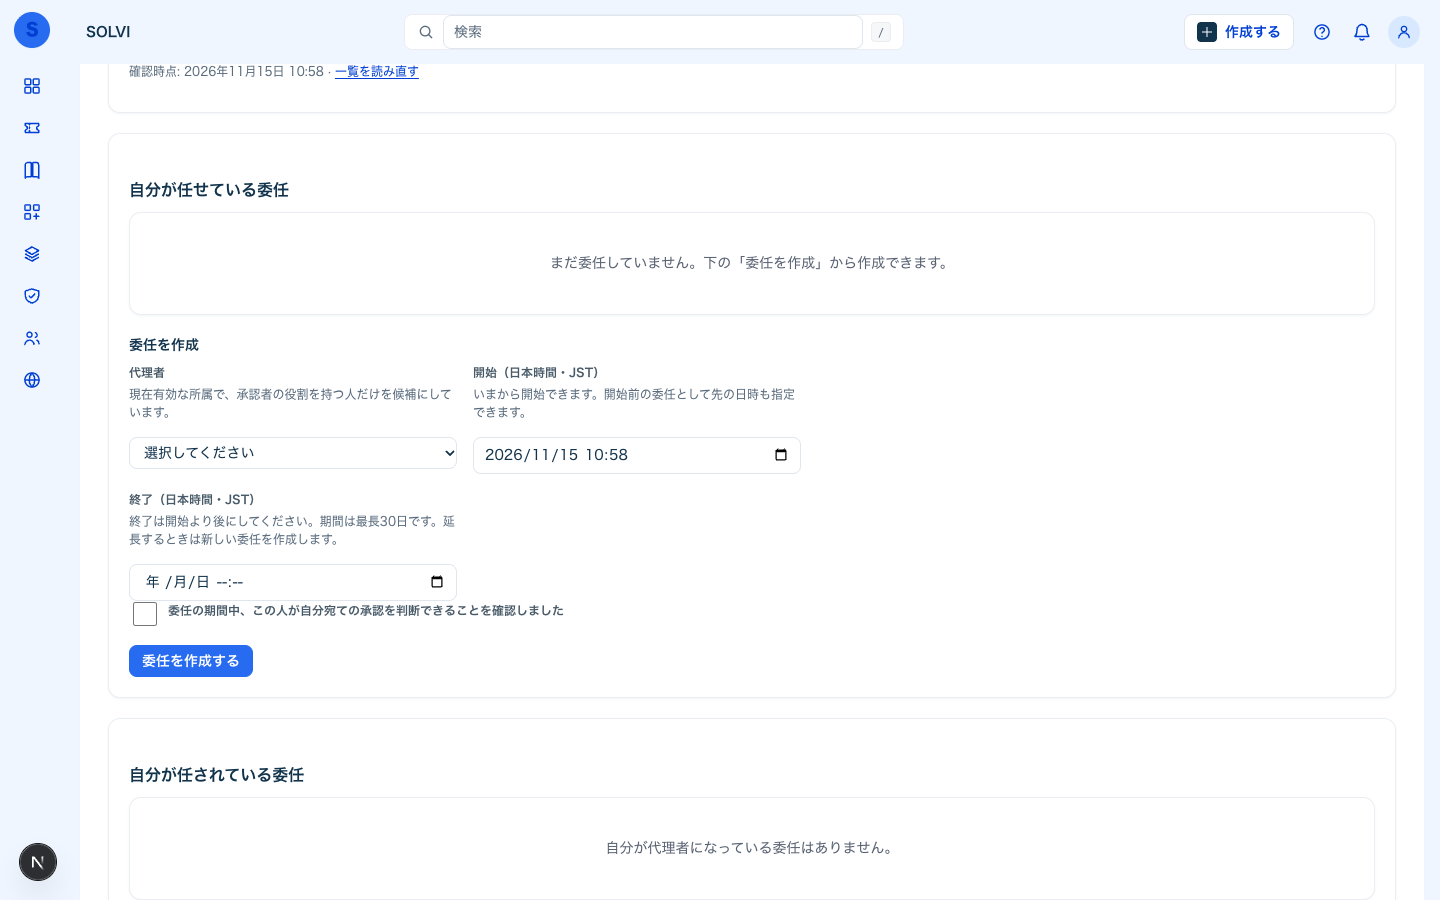 S
SOLVI
検索
/
作成する
確認時点: 2026年11月15日 10:58 · 一覧を読み直す
自分が任せている委任
まだ委任していません。下の「委任を作成」から作成できます。
委任を作成
代理者
現在有効な所属で、承認者の役割を持つ人だけを候補にして
います。
選択してください
開始（日本時間・JST）
いまから開始できます。開始前の委任として先の日時も指定
できます。
2026/11/15 10:58
終了（日本時間・JST）
終了は開始より後にしてください。期間は最長30日です。延
長するときは新しい委任を作成します。
年 /月/日 --:--
委任の期間中、この人が自分宛ての承認を判断できることを確認しました
委任を作成する
自分が任されている委任
自分が代理者になっている委任はありません。
N